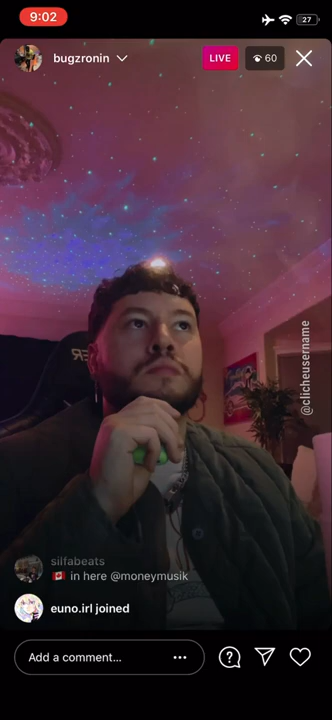 9:02
27
bugzronin
LIVE
60
@clicheusername
silfabeats
🇨🇦 in here @moneymusik
euno.irl joined
Add a comment...